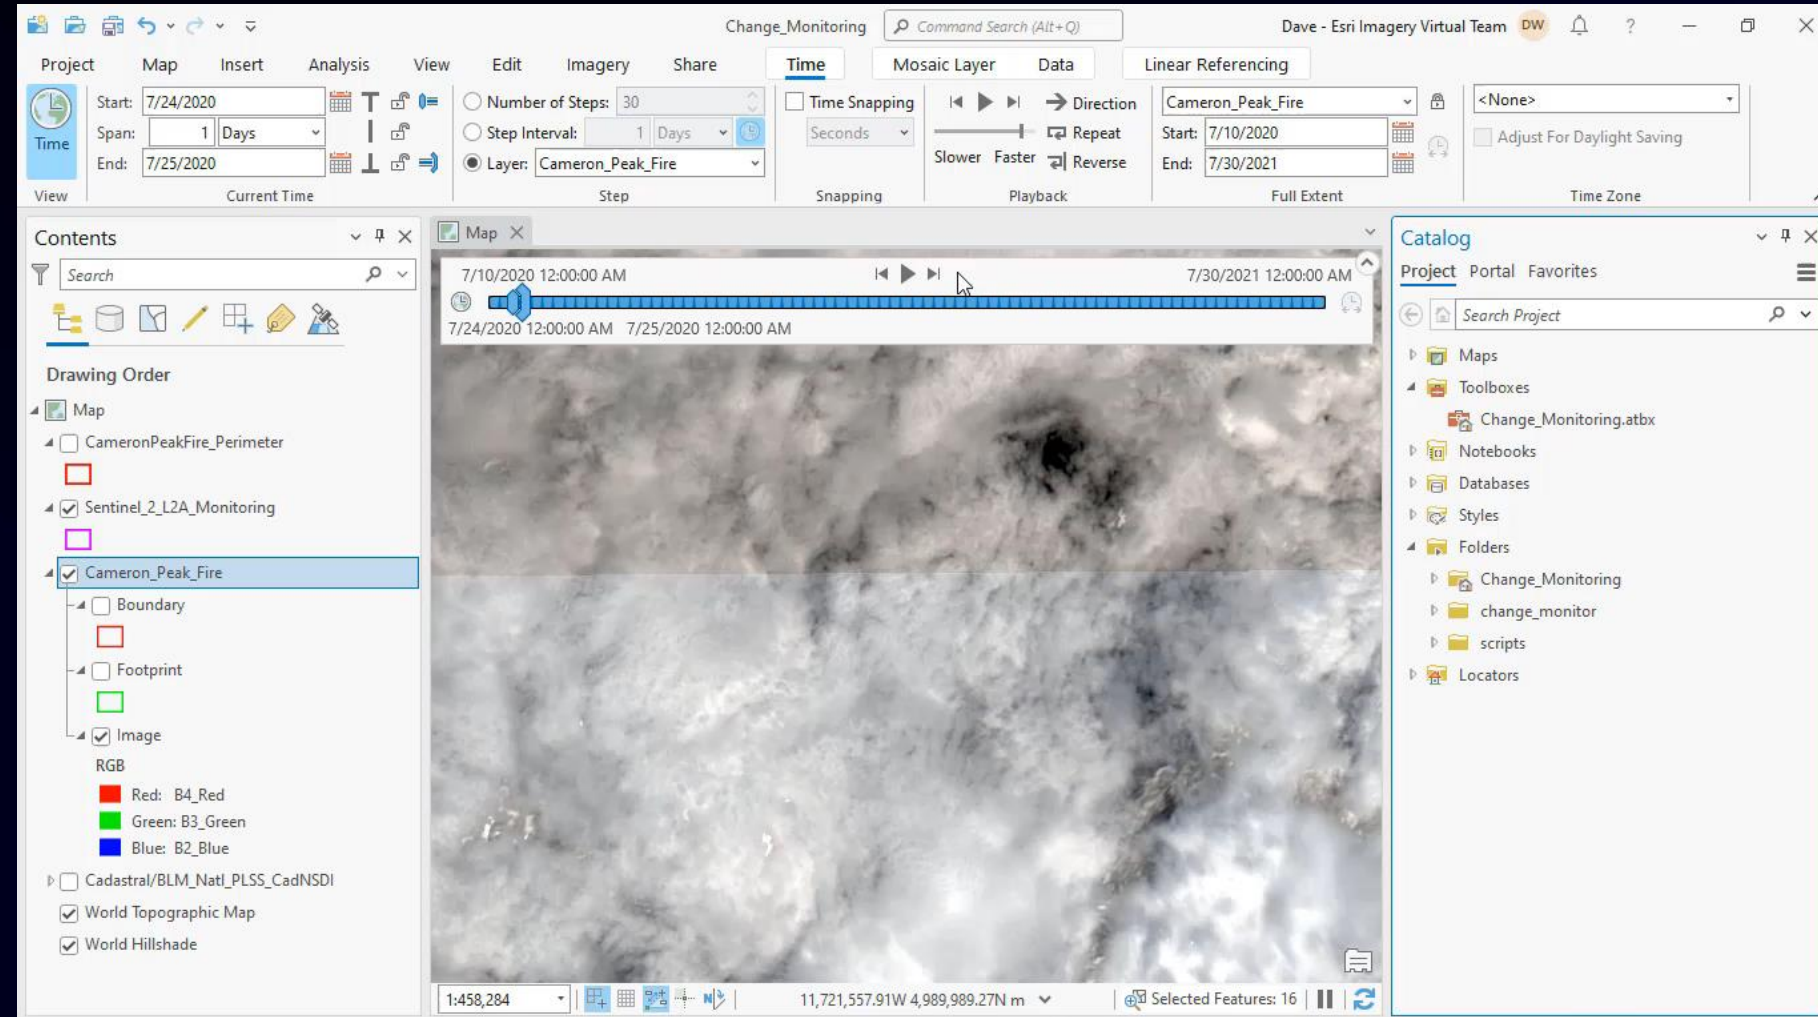 Change_Monitoring
Command Search (Alt+Q)
Dave - Esri Imagery Virtual Team
DW
?
Project Map Insert Analysis View Edit Imagery Share Time Mosaic Layer Data Linear Referencing
Time
View
Start: 7/24/2020
Span: 1 Days
End: 7/25/2020
Current Time
Number of Steps: 30
Step Interval: 1 Days
Layer: Cameron_Peak_Fire
Step
Time Snapping
Seconds
Snapping
Direction
Repeat
Slower Faster Reverse
Playback
Cameron_Peak_Fire
Start: 7/10/2020
End: 7/30/2021
Full Extent
<None>
Adjust For Daylight Saving
Time Zone
Contents
Search
Drawing Order
Map
CameronPeakFire_Perimeter
Sentinel_2_L2A_Monitoring
Cameron_Peak_Fire
Boundary
Footprint
Image
RGB
Red: B4_Red
Green: B3_Green
Blue: B2_Blue
Cadastral/BLM_Natl_PLSS_CadNSDI
World Topographic Map
World Hillshade
Map
7/10/2020 12:00:00 AM
7/30/2021 12:00:00 AM
7/24/2020 12:00:00 AM 7/25/2020 12:00:00 AM
1:458,284
N
11,721,557.91W 4,989,989.27N m
Selected Features: 16
Catalog
Project Portal Favorites
Search Project
Maps
Toolboxes
Change_Monitoring.atbx
Notebooks
Databases
Styles
Folders
Change_Monitoring
change_monitor
scripts
Locators